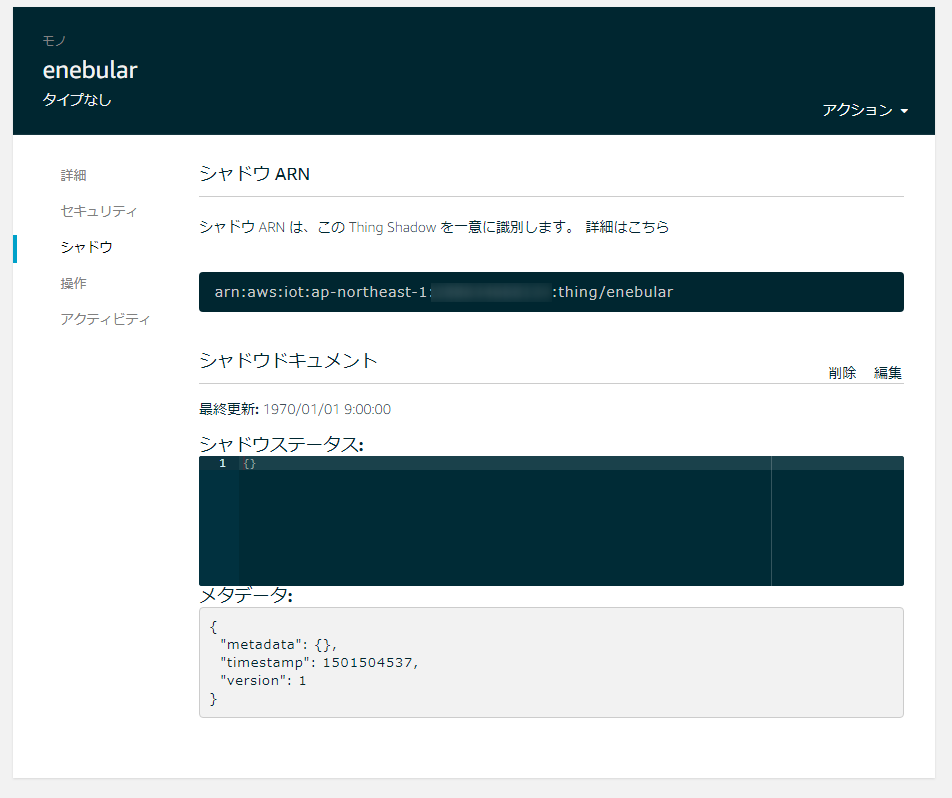 モノ
enebular
タイプなし
アクション
詳細
セキュリティ
シャドウ
操作
アクティビティ
シャドウ ARN
シャドウ ARN は、この Thing Shadow を一意に識別します。 詳細はこちら
arn:aws:iot:ap-northeast-1: :thing/enebular
シャドウドキュメント
削除 編集
最終更新: 1970/01/01 9:00:00
シャドウステータス:
1 {}
メタデータ:
{
"metadata": {},
"timestamp": 1501504537,
"version": 1
}